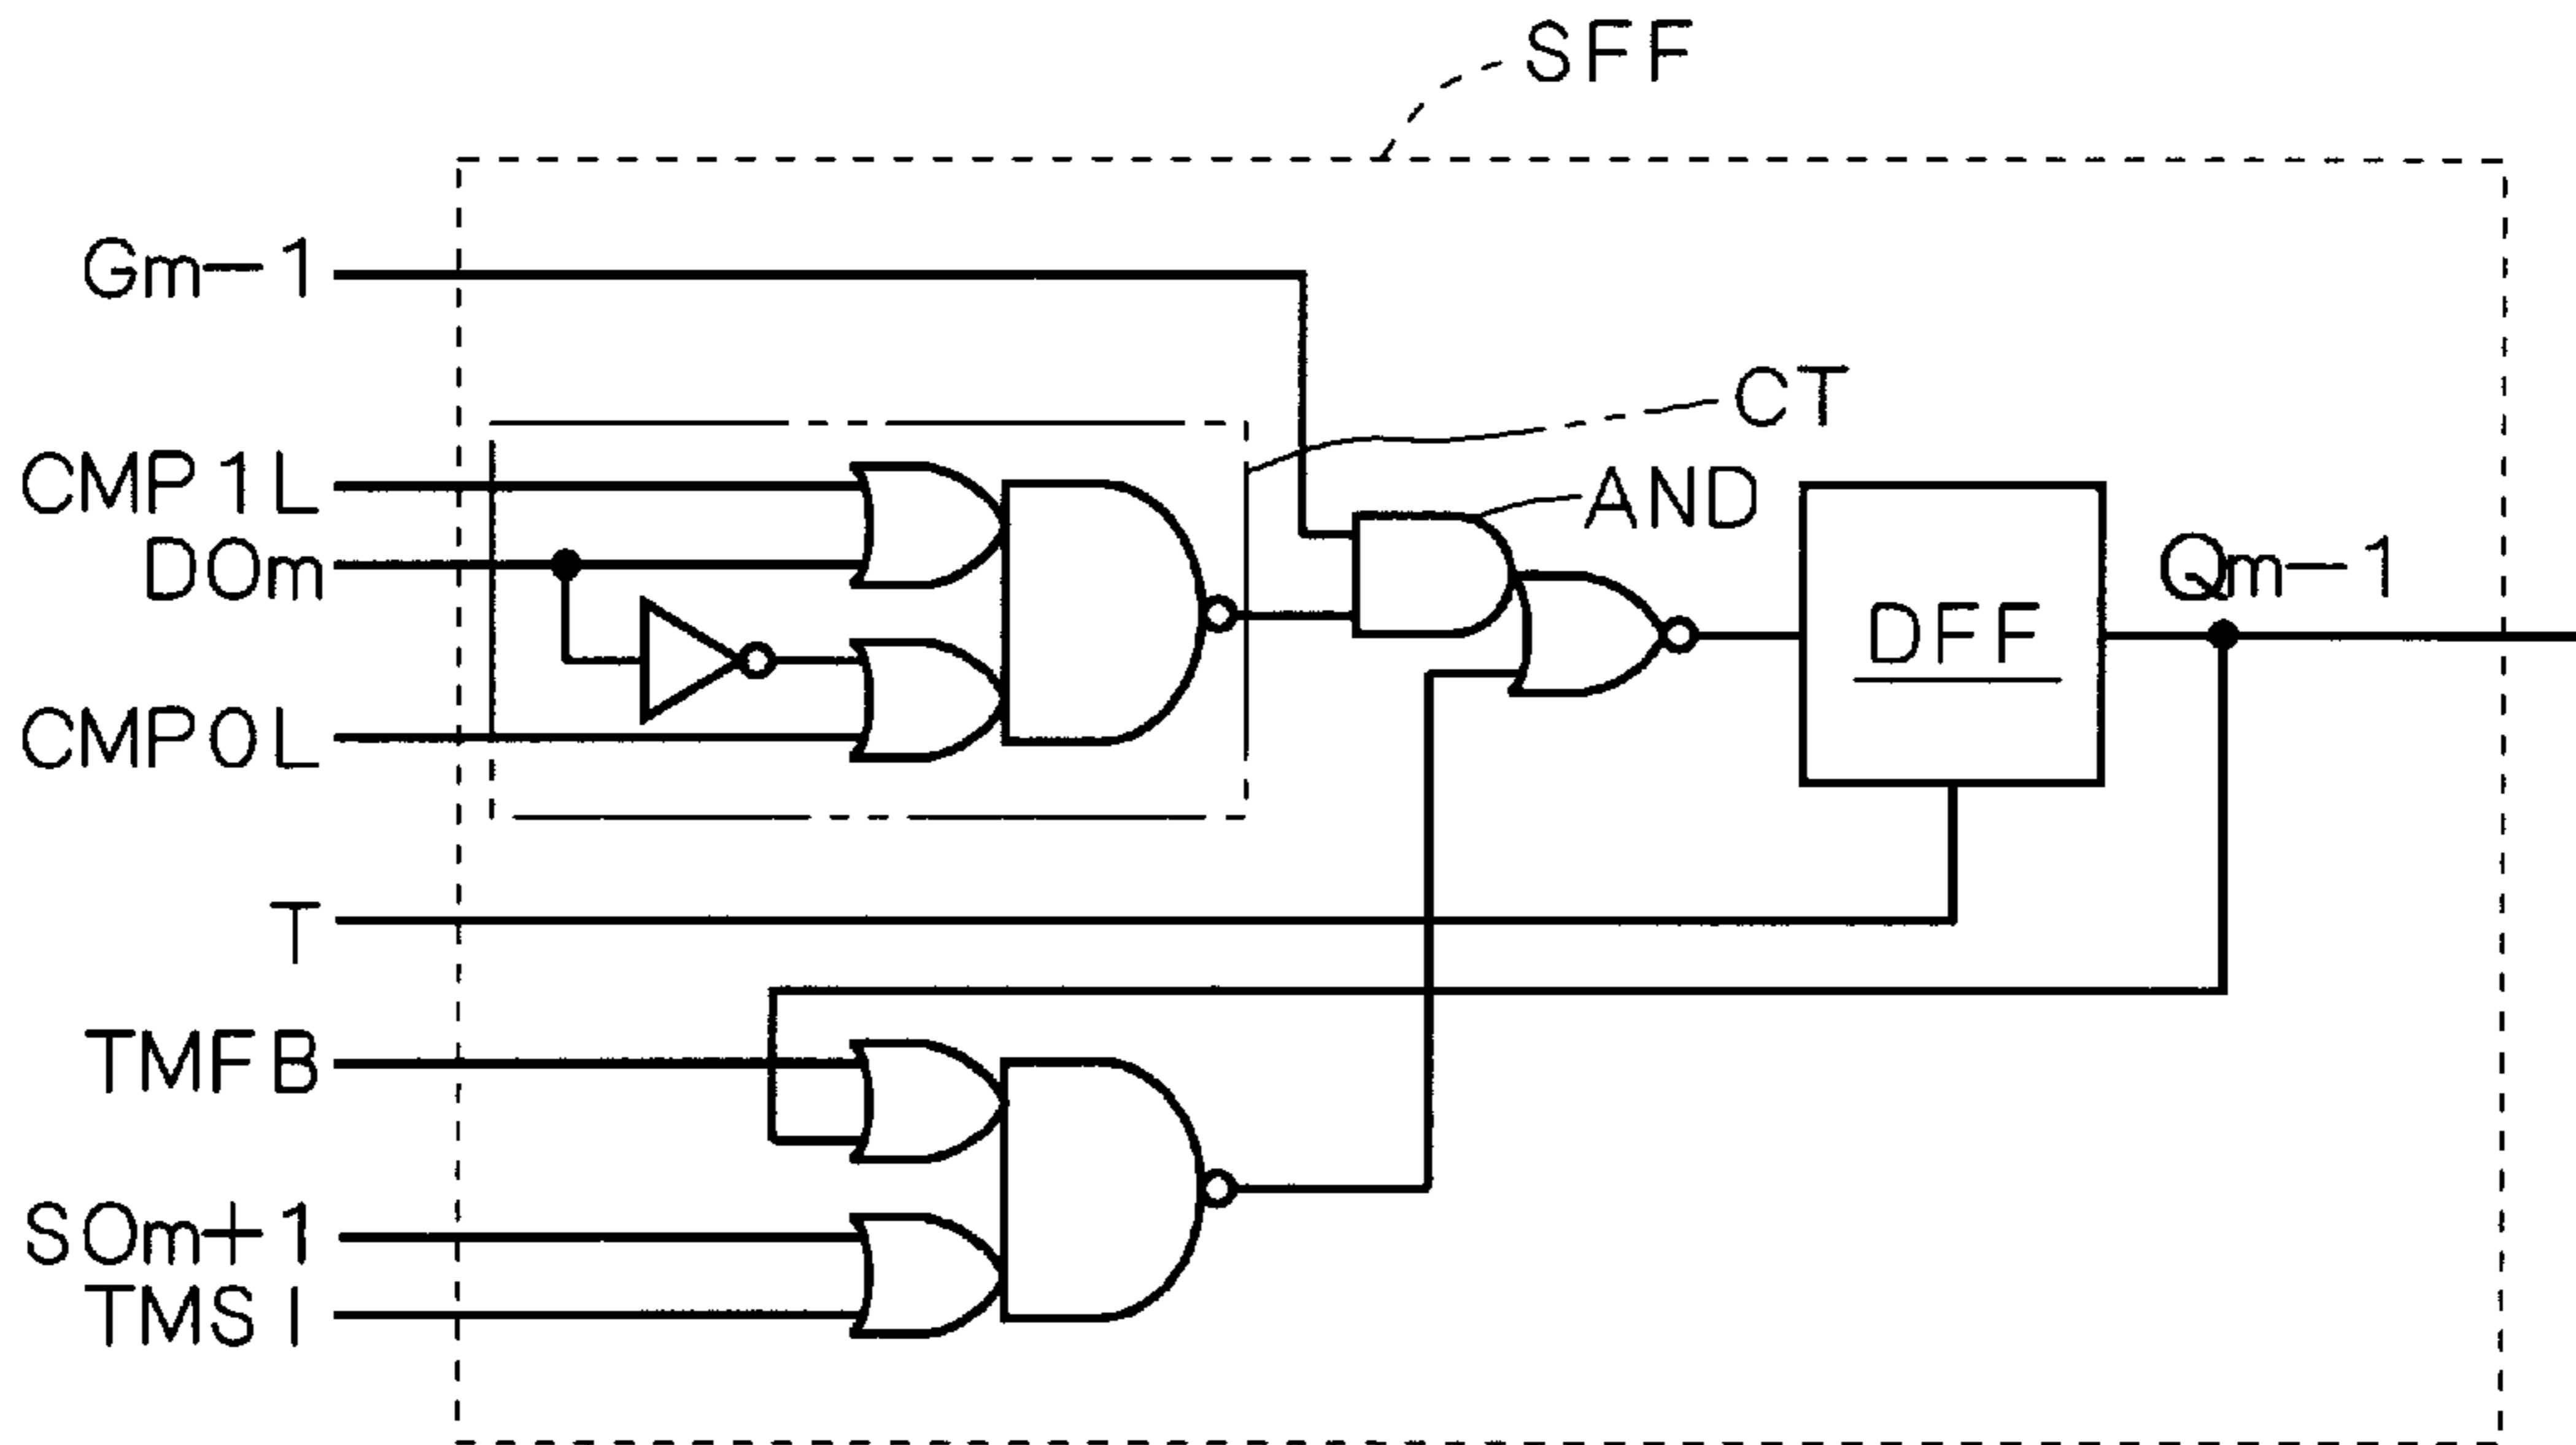 SFF
Gm-1
CT
CMP1L
AND
DOm
Qm-1
DFF
CMP0L
T
TMFB
SOm+1
TMSI